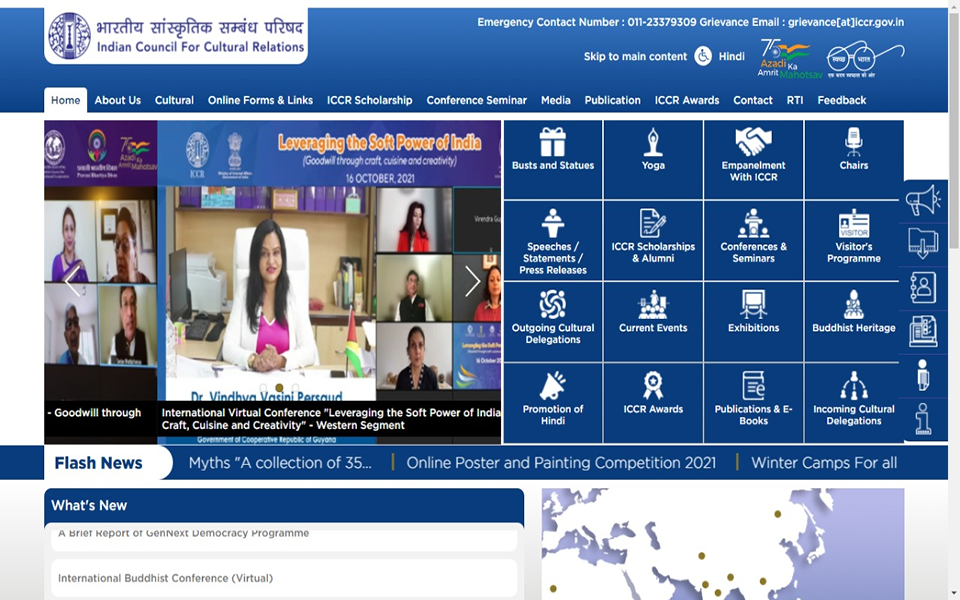 भारतीय सांस्कृतिक सम्बंध परिषद
Indian Council For Cultural Relations
Emergency Contact Number : 011-23379309 Grievance Email : grievance[at]iccr.gov.in
Skip to main content
Hindi
75
Azadi Ka
Amrit Mahotsav
स्वच्छ भारत
एक कदम स्वच्छता की ओर
Home
About Us
Cultural
Online Forms & Links
ICCR Scholarship
Conference Seminar
Media
Publication
ICCR Awards
Contact
RTI
Feedback
Leveraging the Soft Power of India
(Goodwill through craft, cuisine and creativity)
16 OCTOBER, 2021
ICCR
Dr. Vindhya Vasini Persaud
- Goodwill through
International Virtual Conference "Leveraging the Soft Power of India
Craft, Cuisine and Creativity" - Western Segment
Government of Cooperative Republic of Guyana
Busts and Statues
Yoga
Empanelment
With ICCR
Chairs
Speeches /
Statements /
Press Releases
ICCR Scholarships
& Alumni
Conferences &
Seminars
VISITOR
Visitor's
Programme
Outgoing Cultural
Delegations
Current Events
Exhibitions
Buddhist Heritage
Promotion of
Hindi
ICCR Awards
Publications & E-
Books
Incoming Cultural
Delegations
Flash News
Myths "A collection of 35...
Online Poster and Painting Competition 2021
Winter Camps For all
What's New
A Brief Report of GenNext Democracy Programme
International Buddhist Conference (Virtual)